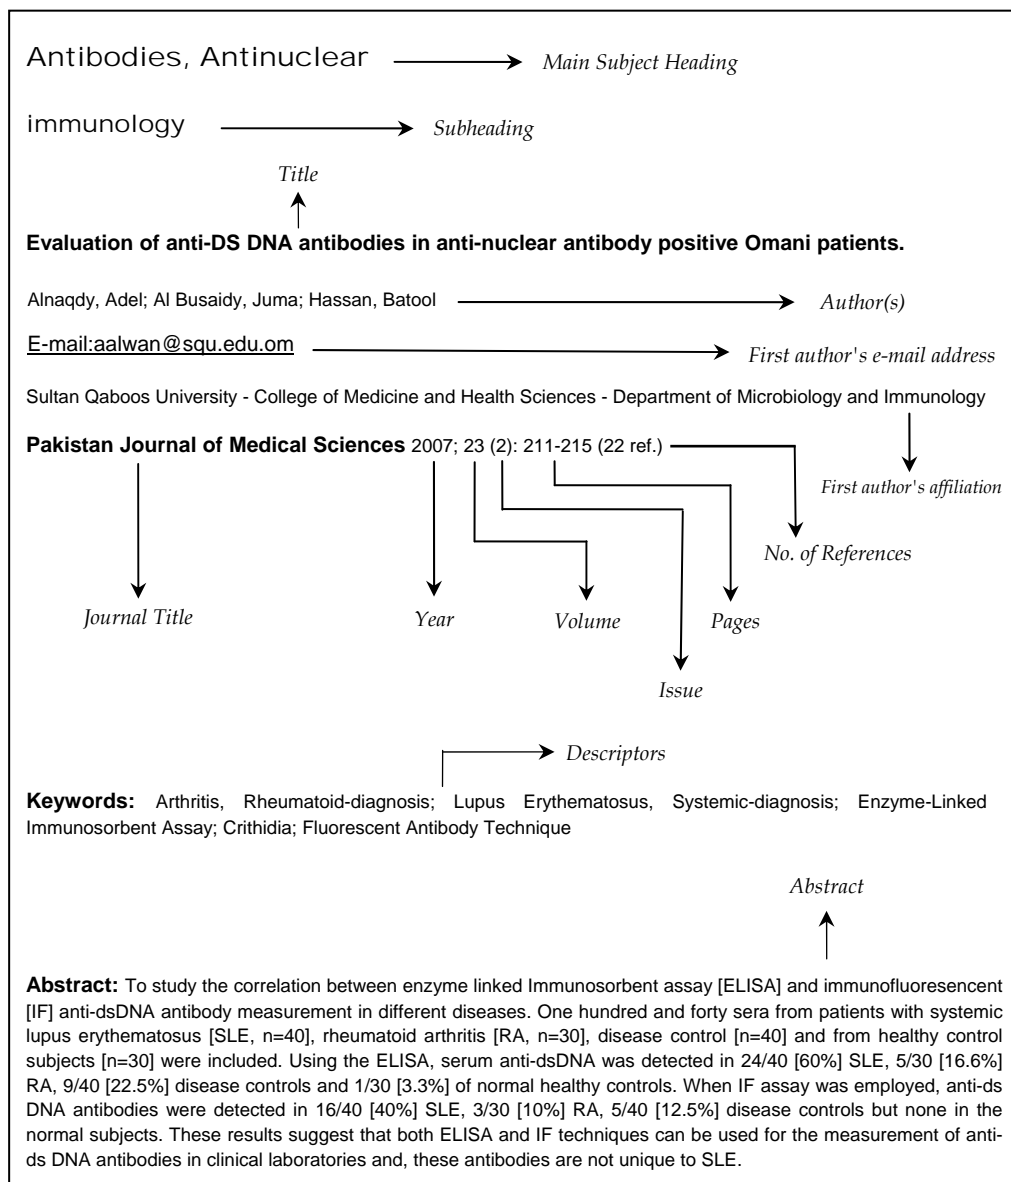 Antibodies, Antinuclear Main Subject Heading
immunology Subheading
Title
Evaluation of anti-DS DNA antibodies in anti-nuclear antibody positive Omani patients.
Alnaqdy, Adel; Al Busaidy, Juma; Hassan, Batool Author(s)
E-mail:aalwan@squ.edu.om First author's e-mail address
Sultan Qaboos University - College of Medicine and Health Sciences - Department of Microbiology and Immunology
Pakistan Journal of Medical Sciences 2007; 23 (2): 211-215 (22 ref.)
First author's affiliation
No. of References
Journal Title Year Volume Pages
Issue
Descriptors
Keywords: Arthritis, Rheumatoid-diagnosis; Lupus Erythematosus, Systemic-diagnosis; Enzyme-Linked
Immunosorbent Assay; Crithidia; Fluorescent Antibody Technique
Abstract
Abstract: To study the correlation between enzyme linked Immunosorbent assay [ELISA] and immunofluoresencent
[IF] anti-dsDNA antibody measurement in different diseases. One hundred and forty sera from patients with systemic
lupus erythematosus [SLE, n=40], rheumatoid arthritis [RA, n=30], disease control [n=40] and from healthy control
subjects [n=30] were included. Using the ELISA, serum anti-dsDNA was detected in 24/40 [60%] SLE, 5/30 [16.6%]
RA, 9/40 [22.5%] disease controls and 1/30 [3.3%] of normal healthy controls. When IF assay was employed, anti-ds
DNA antibodies were detected in 16/40 [40%] SLE, 3/30 [10%] RA, 5/40 [12.5%] disease controls but none in the
normal subjects. These results suggest that both ELISA and IF techniques can be used for the measurement of anti-
ds DNA antibodies in clinical laboratories and, these antibodies are not unique to SLE.